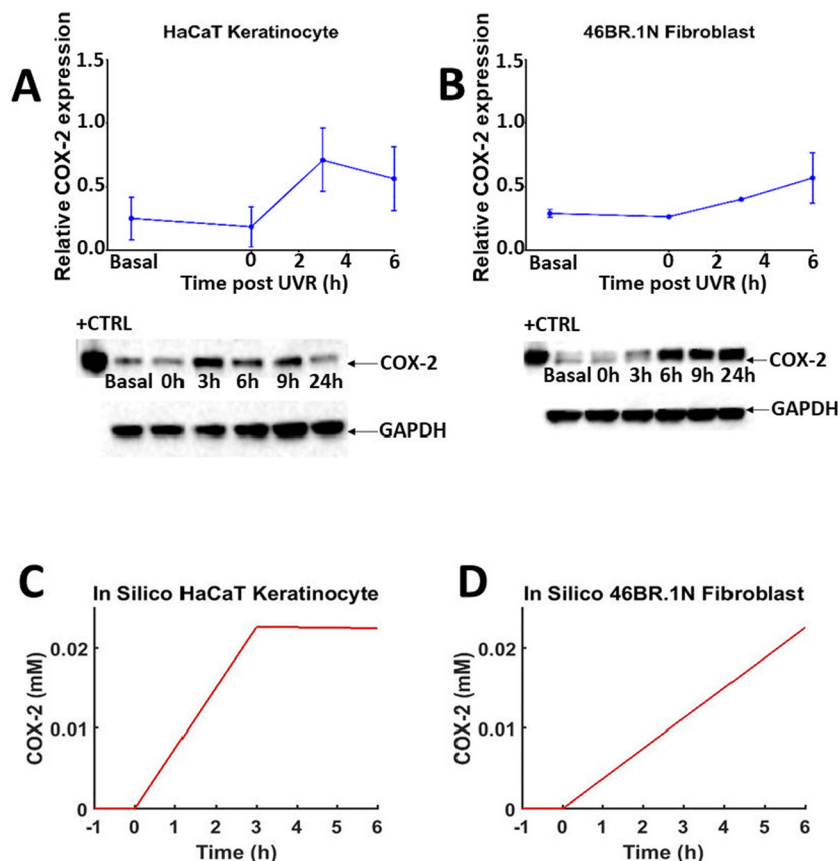 A
HaCaT Keratinocyte
Relative COX-2 expression
1.5
1.0
0.5
0.0
Basal 0 2 4 6
Time post UVR (h)
+CTRL
COX-2
Basal 0h 3h 6h 9h 24h
GAPDH
B
46BR.1N Fibroblast
Relative COX-2 expression
1.5
1.0
0.5
0.0
Basal 0 2 4 6
Time post UVR (h)
+CTRL
COX-2
Basal 0h 3h 6h 9h 24h
GAPDH
C
In Silico HaCaT Keratinocyte
COX-2 (mM)
0.02
0.01
0
-1 0 1 2 3 4 5 6
Time (h)
D
In Silico 46BR.1N Fibroblast
COX-2 (mM)
0.02
0.01
0
-1 0 1 2 3 4 5 6
Time (h)